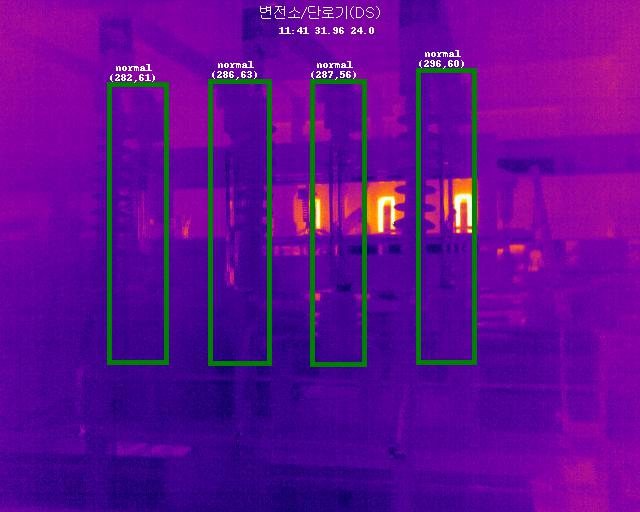 변전소/단로기(DS)
11:41 31.96 24.0
normal
(282,61)
normal
(286,63)
normal
(287,56)
normal
(296,60)